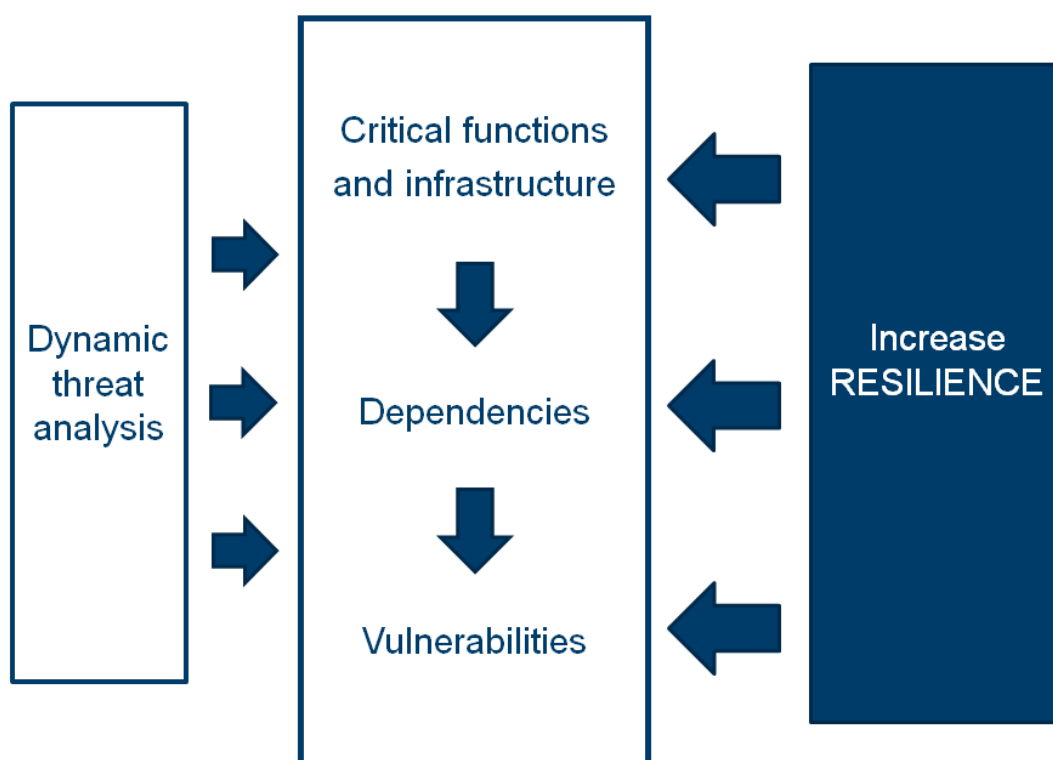 Dynamic
threat
analysis
Critical functions
and infrastructure
Dependencies
Vulnerabilities
Increase
RESILIENCE